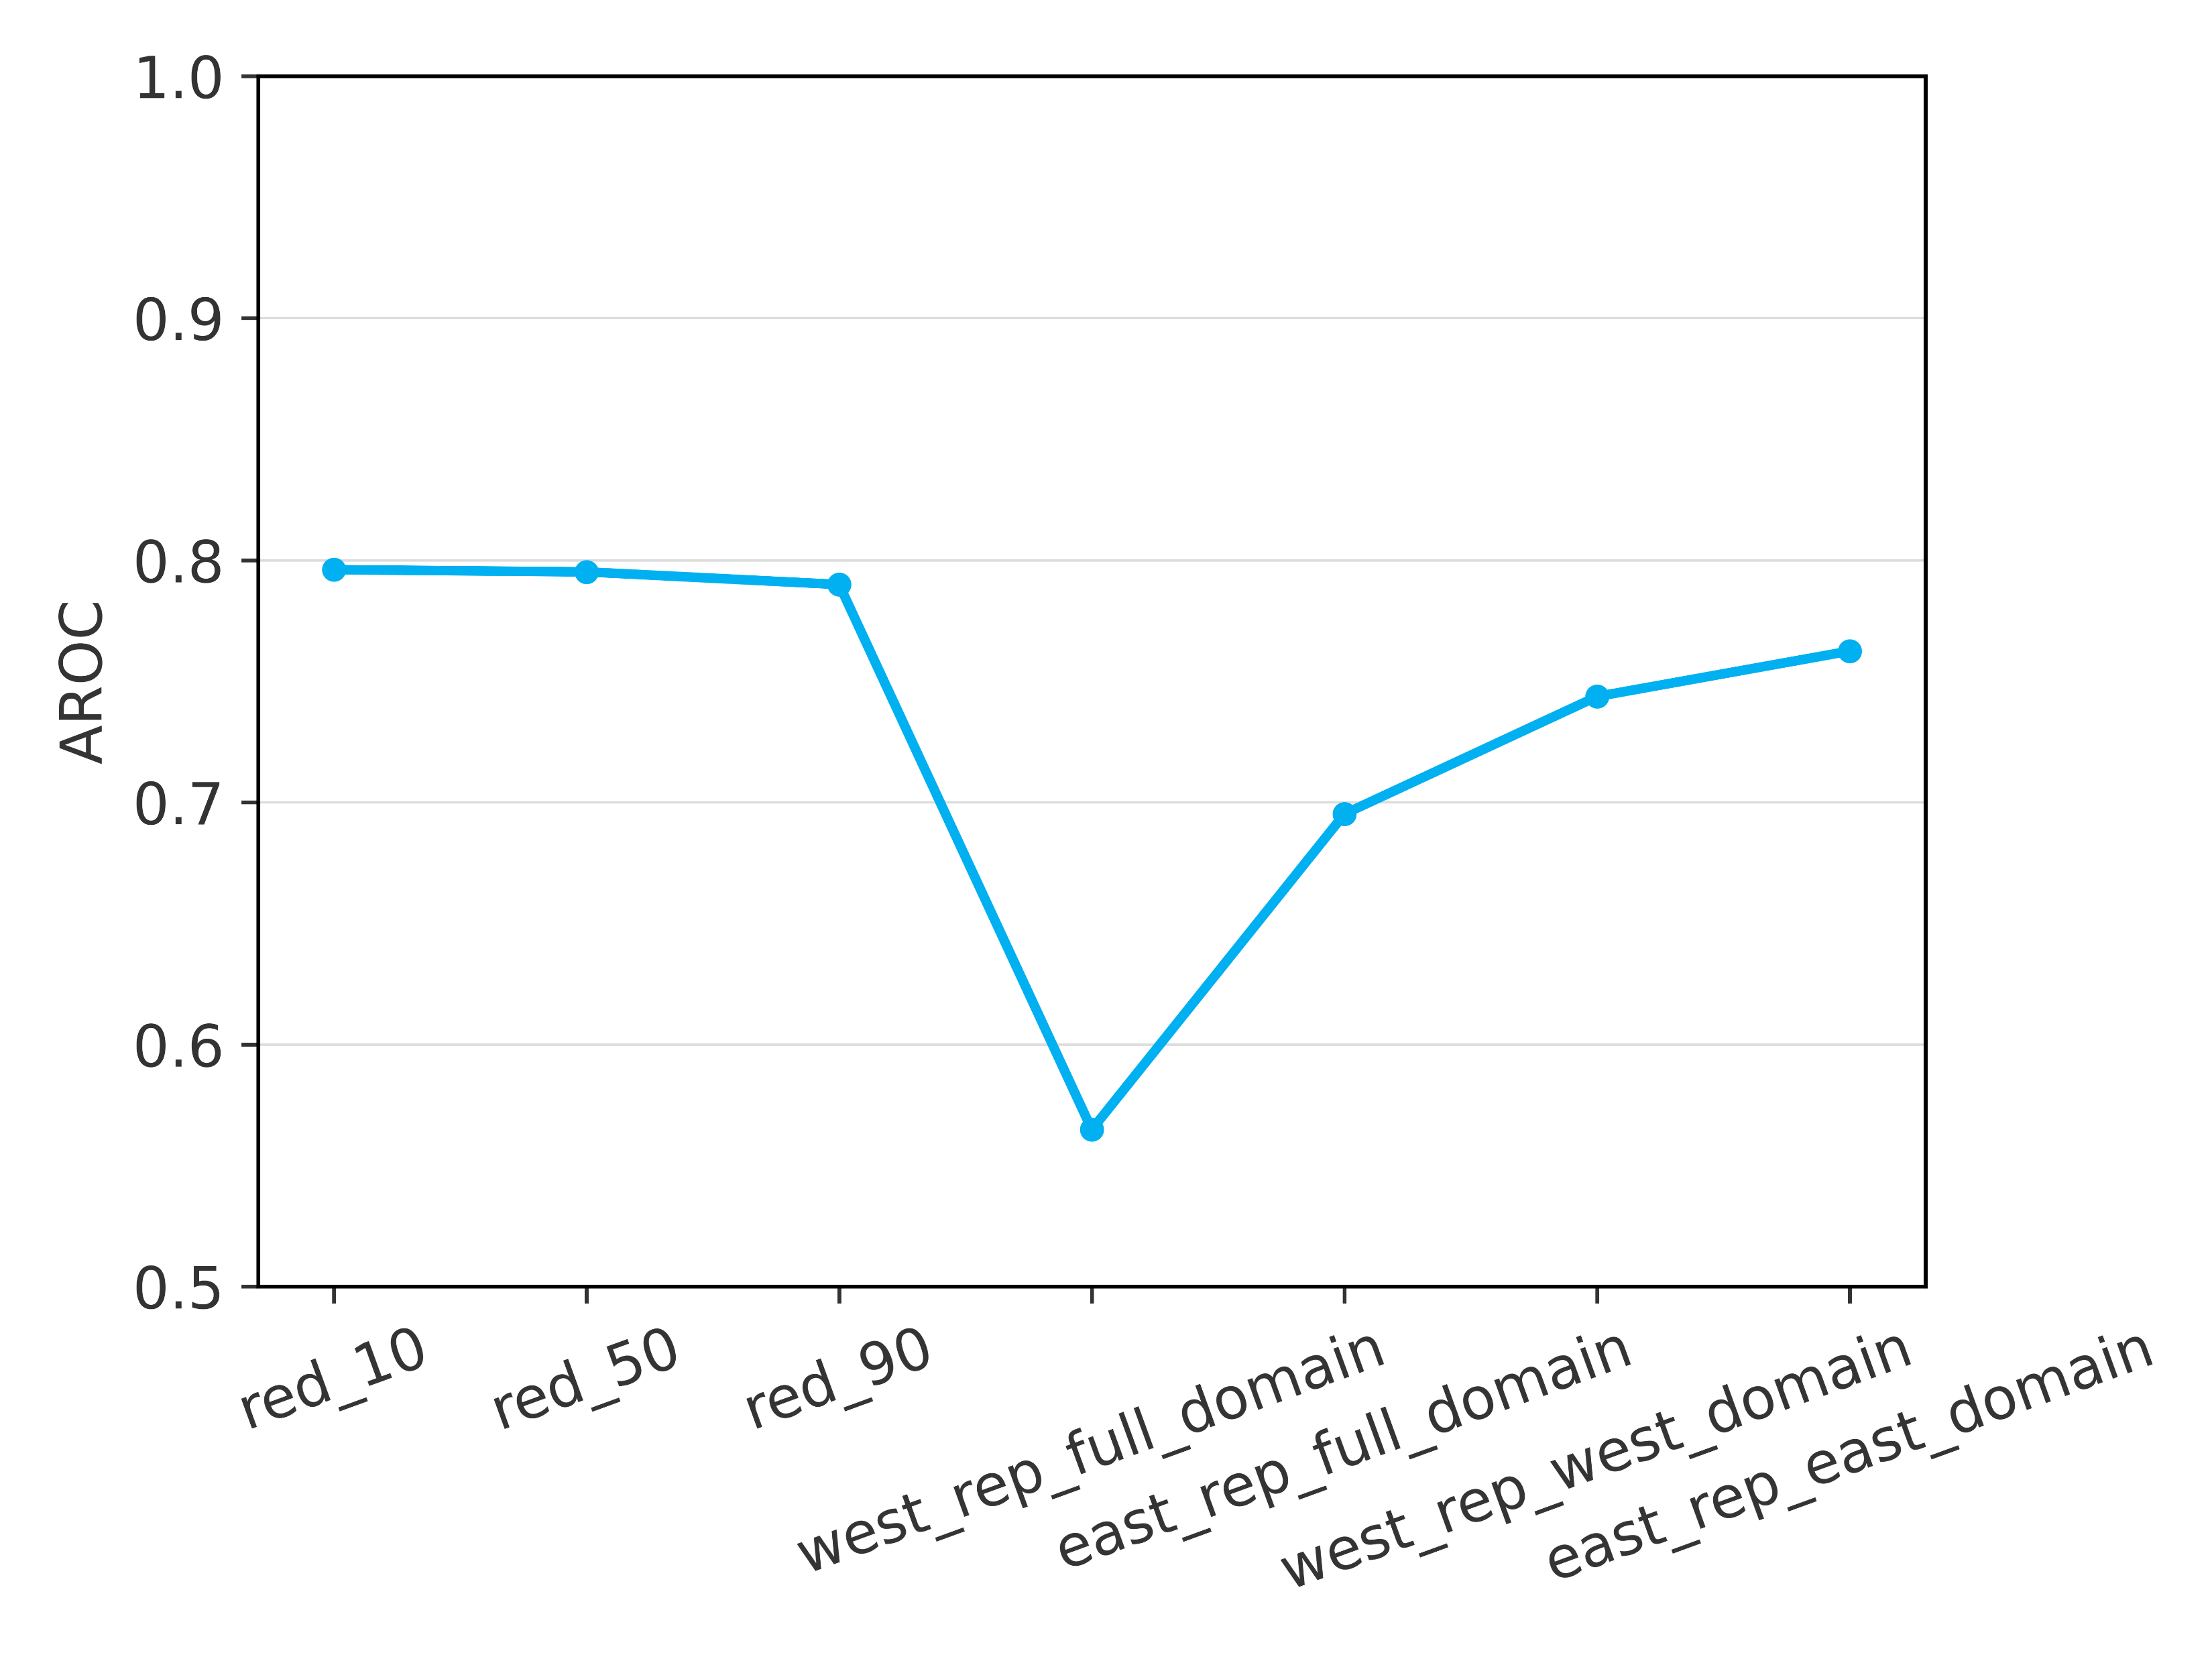 1.0
0.9
0.8
0.7
0.6
0.5
AROC
red_10
red_50
red_90
west_rep_full_domain
east_rep_full_domain
west_rep_west_domain
east_rep_east_domain